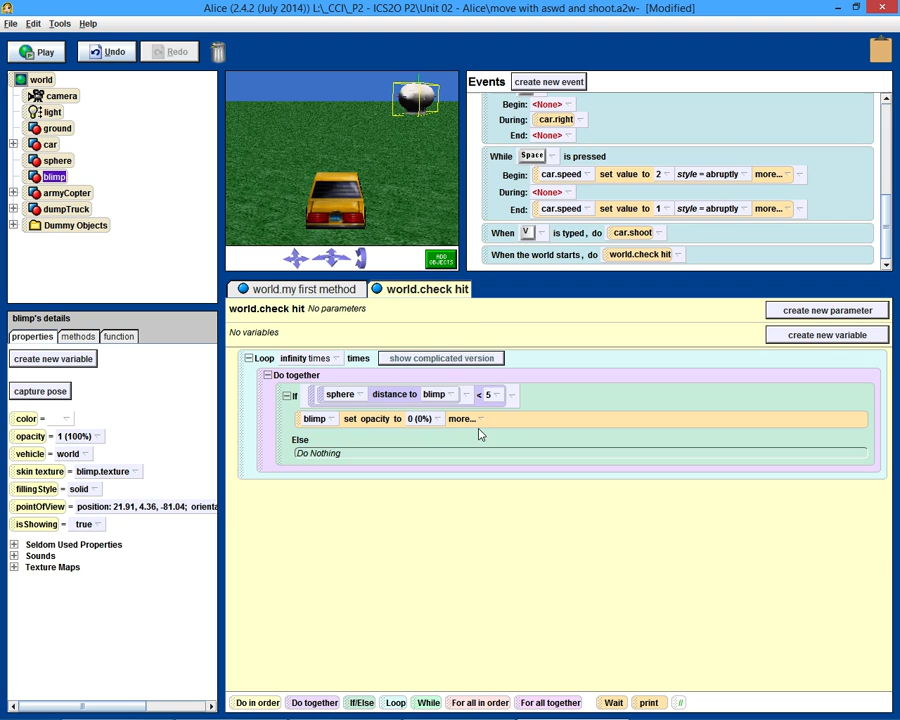 Alice (2.4.2 (July 2014)) L:\_CCI\_P2 - ICS2O P2\Unit 02 - Alice\move with aswd and shoot.a2w- [Modified]
File Edit Tools Help
Play Undo Redo
world
camera
light
ground
car
sphere
blimp
armyCopter
dumpTruck
Dummy Objects
ADD OBJECTS
Events create new event
Begin: <None>
During: car.right
End: <None>
While Space is pressed
Begin: car.speed set value to 2 style = abruptly more...
During: <None>
End: car.speed set value to 1 style = abruptly more...
When V is typed, do car.shoot
When the world starts, do world.check hit
blimp's details
properties methods function
create new variable
capture pose
color =
opacity = 1 (100%)
vehicle = world
skin texture = blimp.texture
fillingStyle = solid
pointOfView = position: 21.91, 4.36, -81.04; orienta
isShowing = true
Seldom Used Properties
Sounds
Texture Maps
world.my first method world.check hit
world.check hit No parameters create new parameter
No variables create new variable
Loop infinity times times show complicated version
Do together
If sphere distance to blimp < 5
blimp set opacity to 0 (0%) more...
Else
Do Nothing
Do in order Do together If/Else Loop While For all in order For all together Wait print //